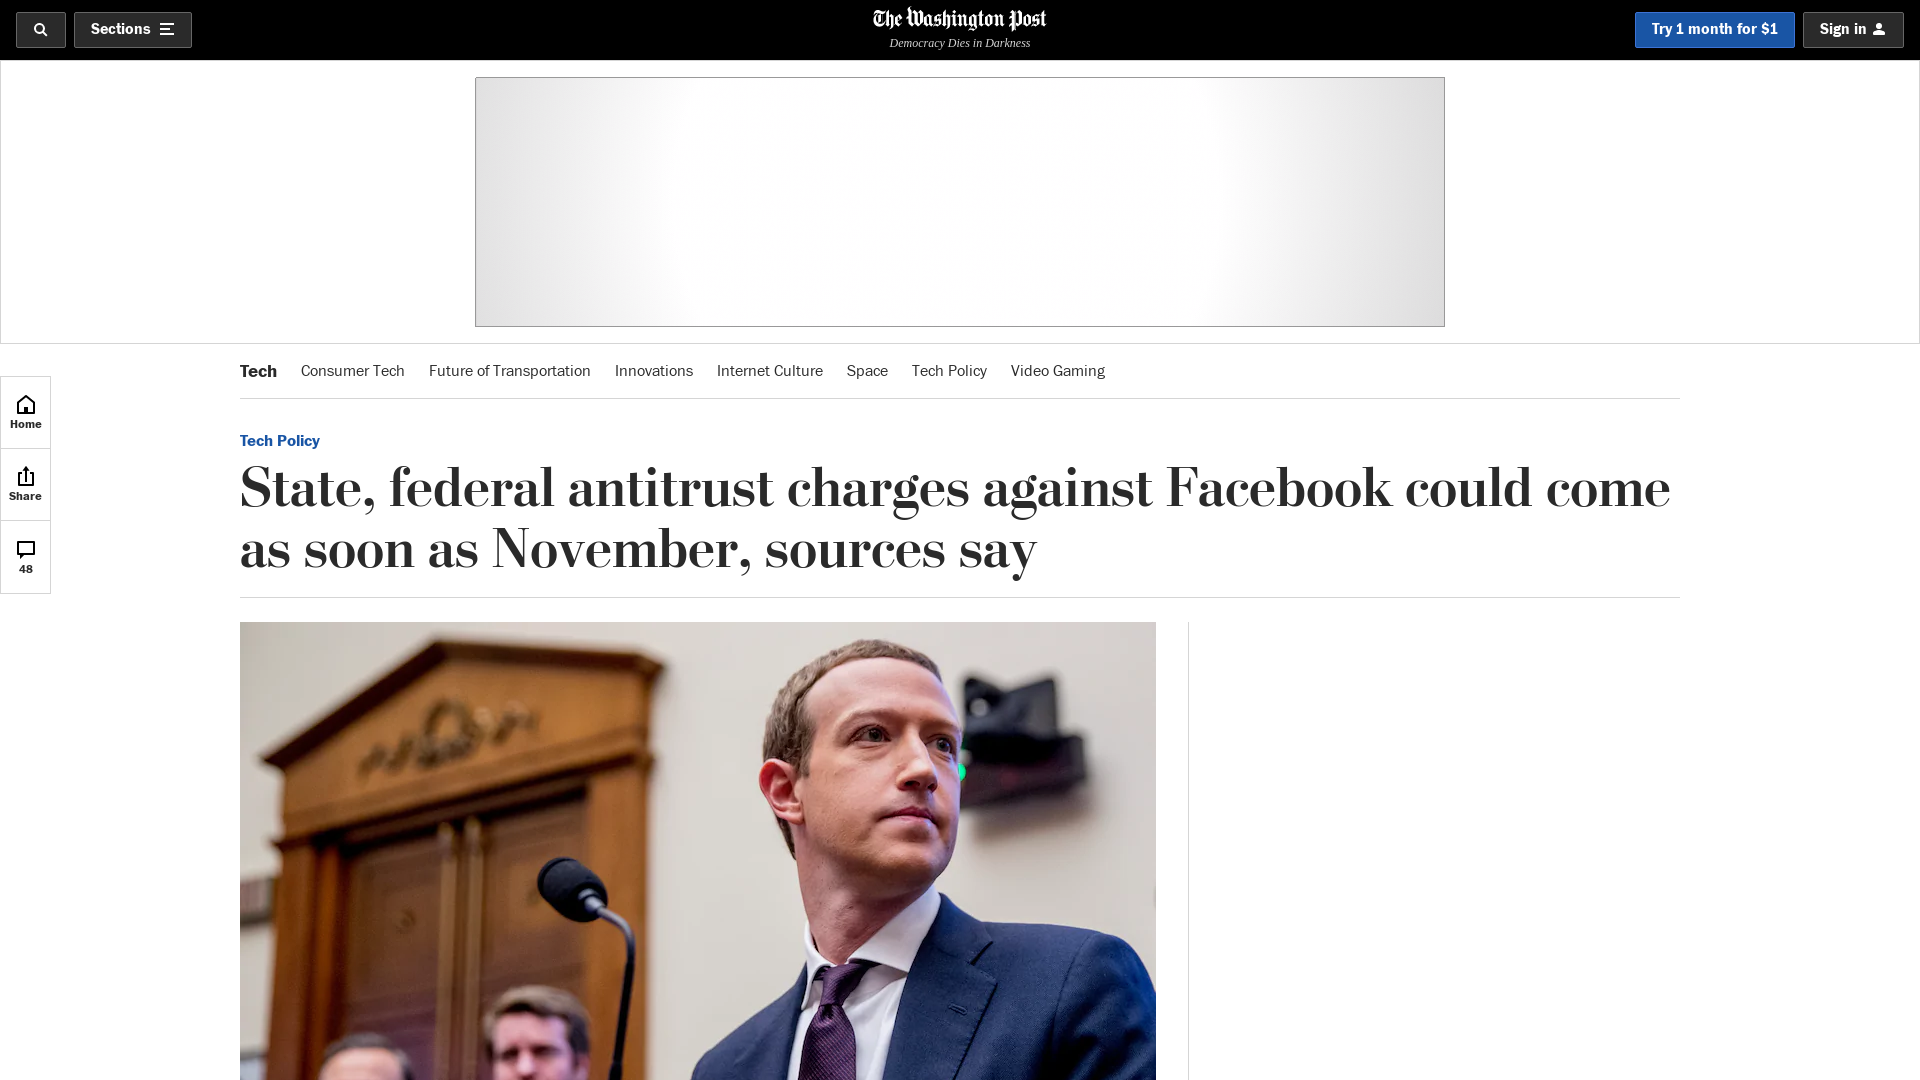 Sections
The Washington Post
Democracy Dies in Darkness
Try 1 month for $1
Sign in
Tech
Consumer Tech
Future of Transportation
Innovations
Internet Culture
Space
Tech Policy
Video Gaming
Home
Share
48
Tech Policy
State, federal antitrust charges against Facebook could come
as soon as November, sources say